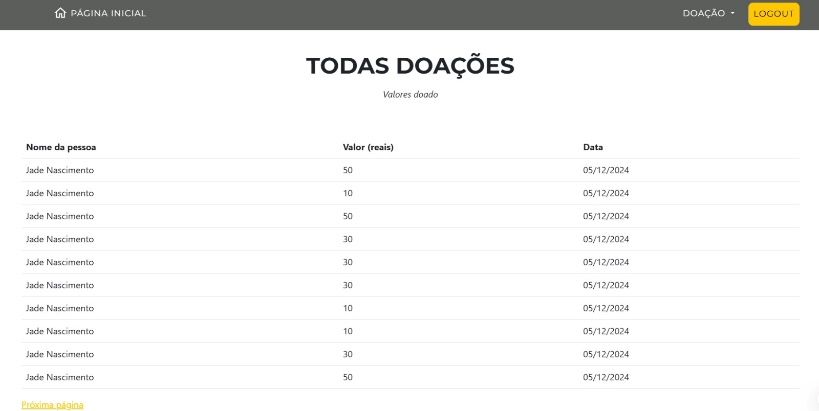 PÁGINA INICIAL DOAÇÃO LOGOUT
TODAS DOAÇÕES
Valores doado
Nome da pessoa Valor (reais) Data
Jade Nascimento 50 05/12/2024
Jade Nascimento 10 05/12/2024
Jade Nascimento 50 05/12/2024
Jade Nascimento 30 05/12/2024
Jade Nascimento 30 05/12/2024
Jade Nascimento 30 05/12/2024
Jade Nascimento 10 05/12/2024
Jade Nascimento 10 05/12/2024
Jade Nascimento 30 05/12/2024
Jade Nascimento 50 05/12/2024
Próxima página